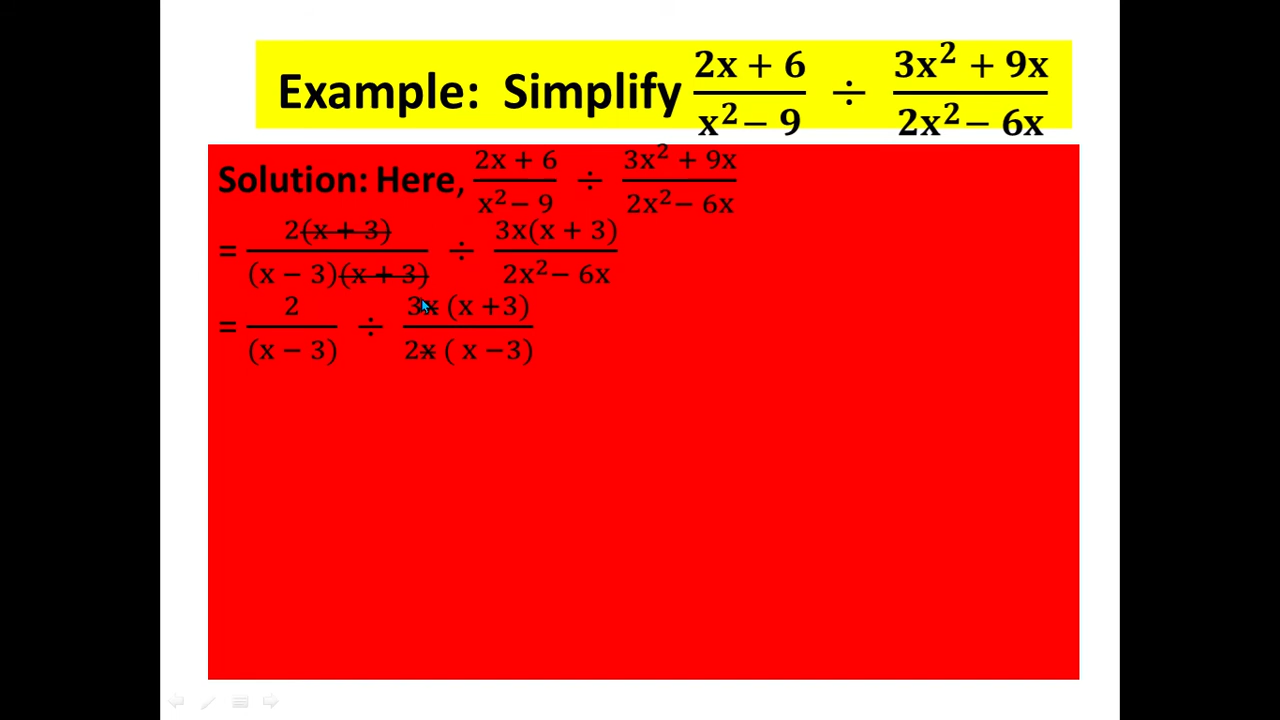 Example: Simplify (2x + 6)/(x² − 9) ÷ (3x² + 9x)/(2x² − 6x)
Solution: Here, (2x + 6)/(x² − 9) ÷ (3x² + 9x)/(2x² − 6x)
= 2(x + 3)/(x − 3)(x + 3) ÷ 3x(x + 3)/(2x² − 6x)
= 2/(x − 3) ÷ 3x (x +3)/2x ( x −3)